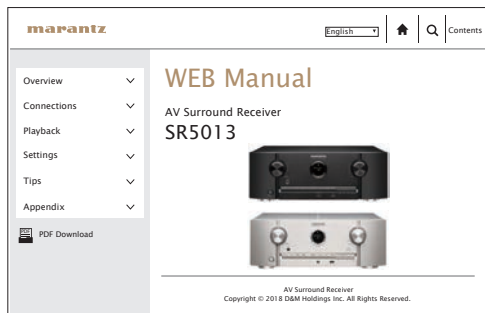 marantz
English
Contents
Overview
Connections
Playback
Settings
Tips
Appendix
PDF Download
WEB Manual
AV Surround Receiver
SR5013
AV Surround Receiver
Copyright © 2018 D&M Holdings Inc. All Rights Reserved.